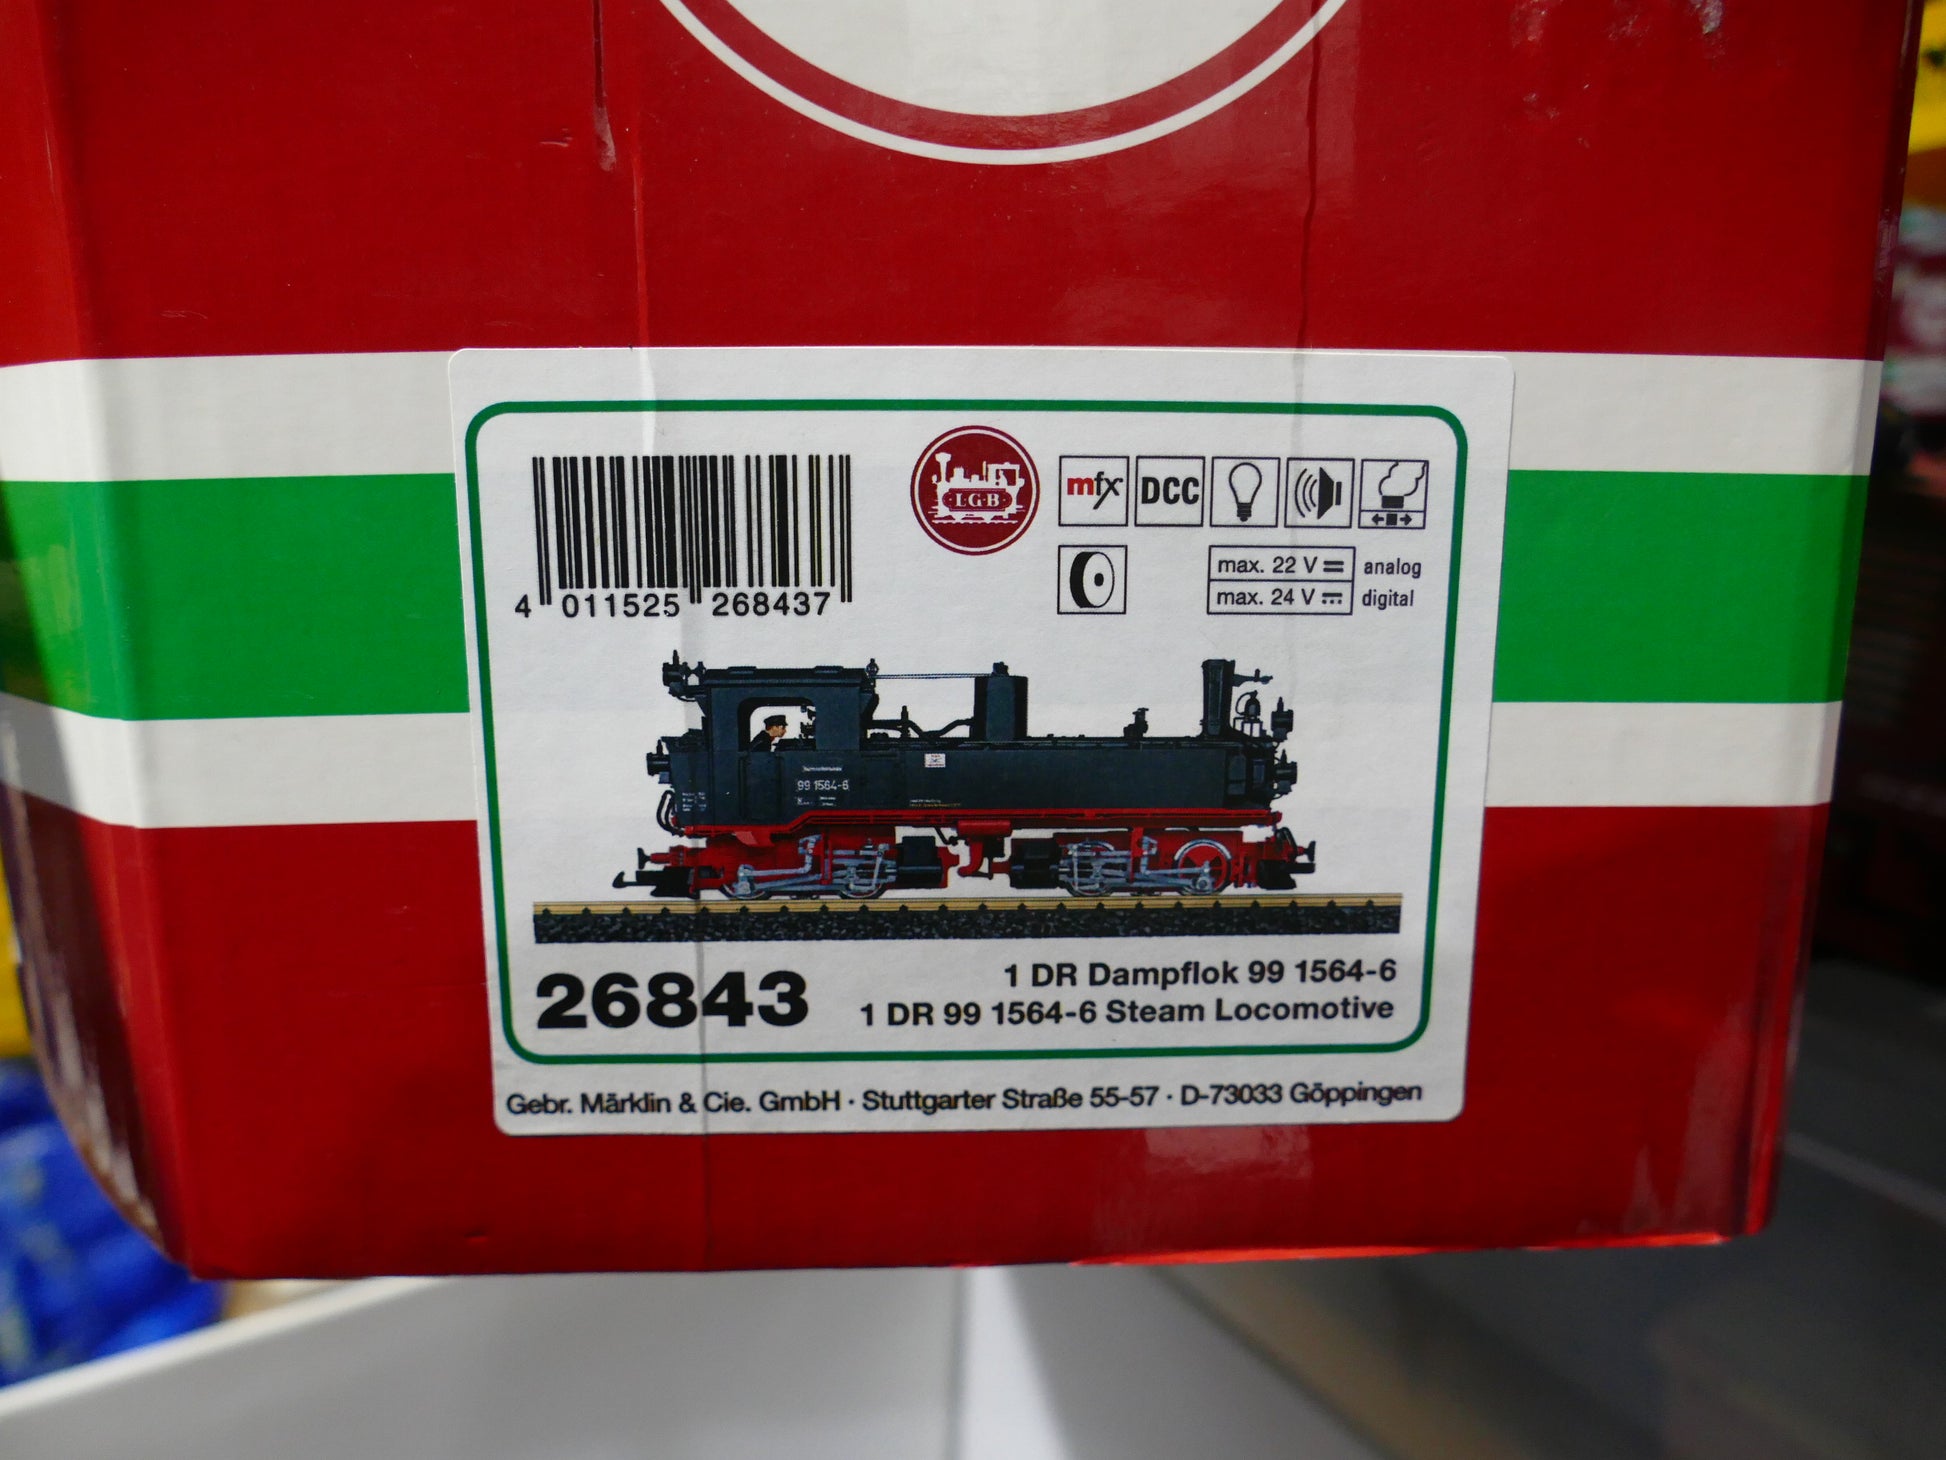 L·G·B
mfx DCC
max. 22 V analog
max. 24 V digital
4 011525 268437
99 1564-6
26843
1 DR Dampflok 99 1564-6
1 DR 99 1564-6 Steam Locomotive
Gebr. Märklin & Cie. GmbH · Stuttgarter Straße 55-57 · D-73033 Göppingen